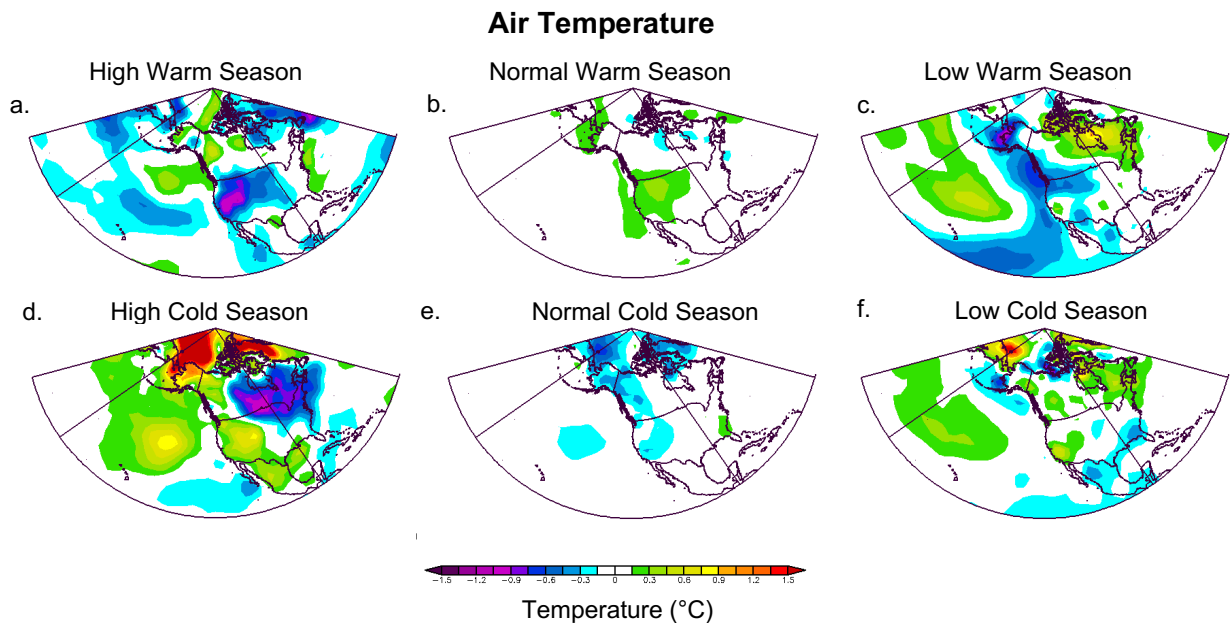 Air Temperature
High Warm Season
Normal Warm Season
Low Warm Season
a.
b.
c.
High Cold Season
Normal Cold Season
Low Cold Season
d.
e.
f.
−1.5 −1.2 −0.9 −0.6 −0.3 0 0.3 0.6 0.9 1.2 1.5
Temperature (°C)